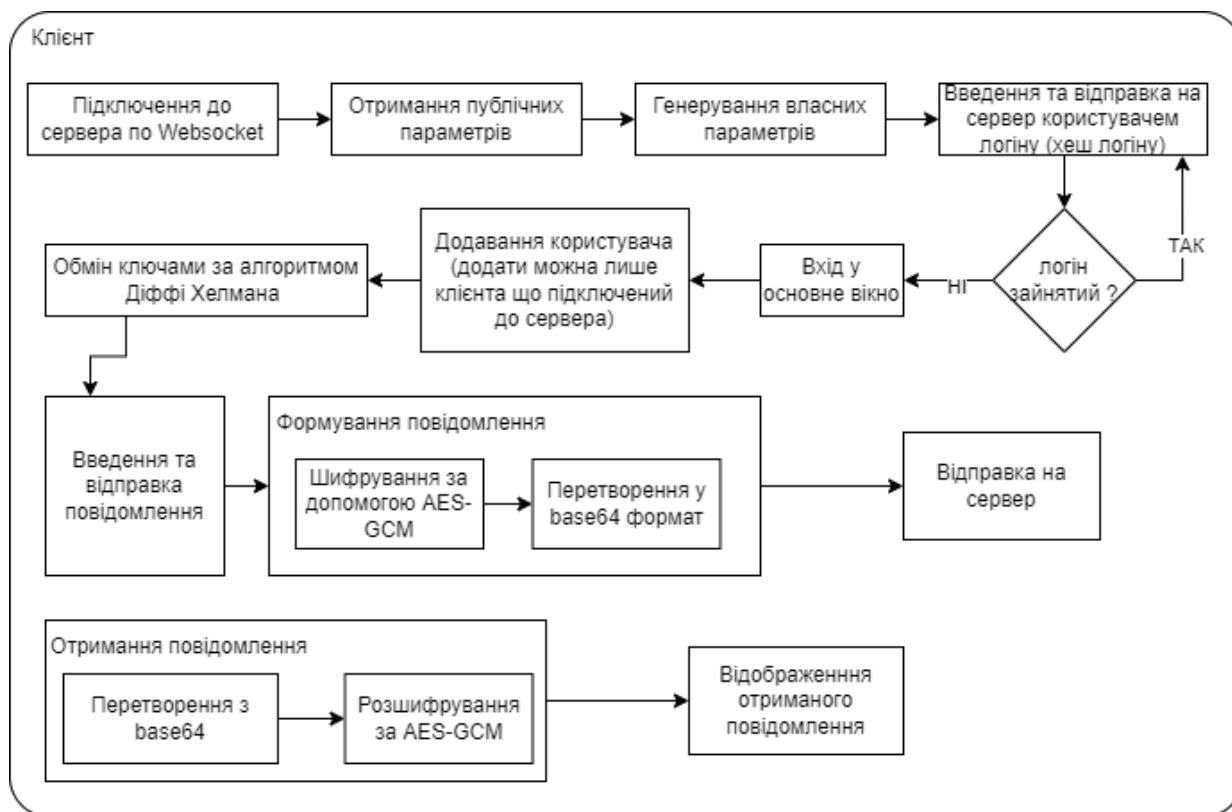 Клієнт
Підключення до
сервера по Websocket
Отримання публічних
параметрів
Генерування власних
параметрів
Введення та відправка на
сервер користувачем
логіну (хеш логіну)
логін
зайнятий ?
ТАК
НІ
Вхід у
основне вікно
Додавання користувача
(додати можна лише
клієнта що підключений
до сервера)
Обмін ключами за алгоритмом
Діффі Хелмана
Введення та
відправка
повідомлення
Формування повідомлення
Шифрування за
допомогою AES-
GCM
Перетворення у
base64 формат
Відправка на
сервер
Отримання повідомлення
Перетворення з
base64
Розшифрування
за AES-GCM
Відображенння
отриманого
повідомлення